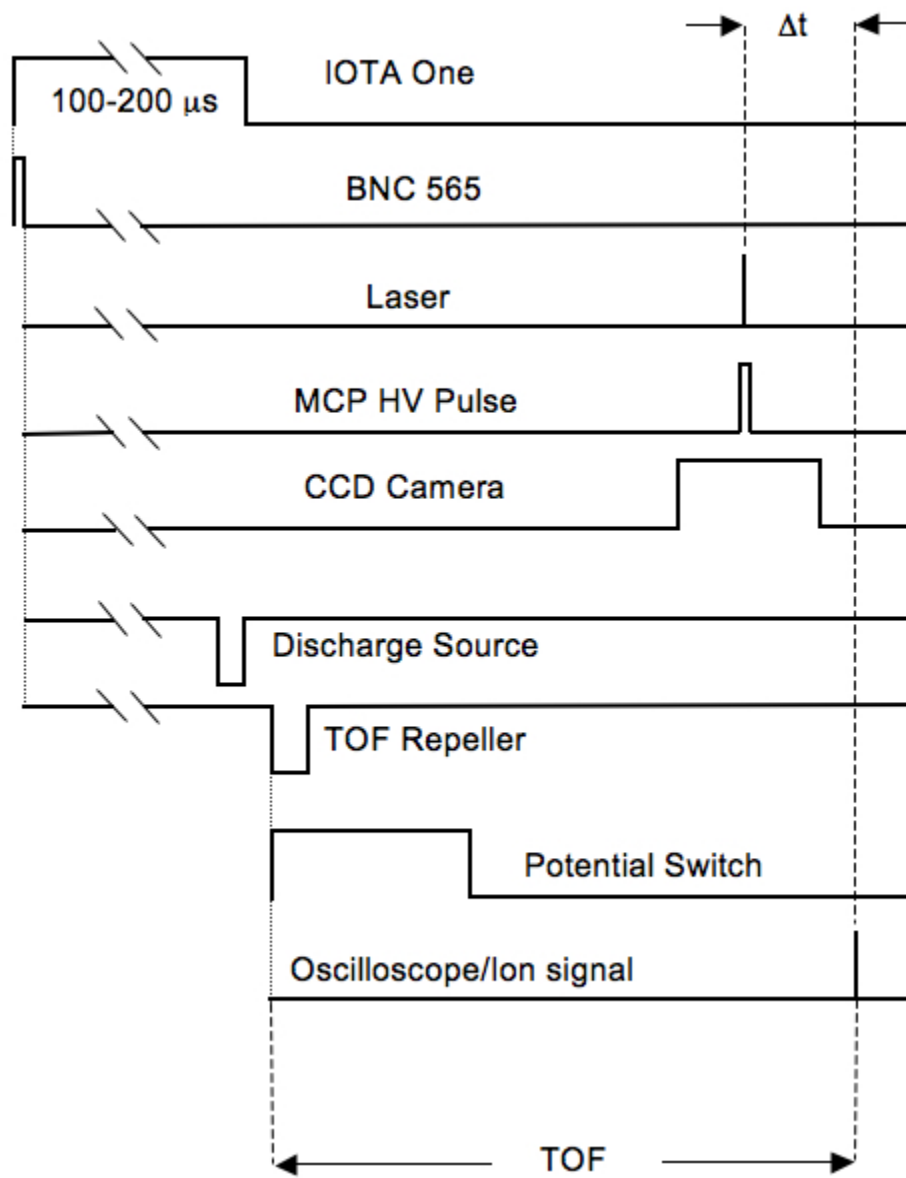 Δt
IOTA One
100-200 μs
BNC 565
Laser
MCP HV Pulse
CCD Camera
Discharge Source
TOF Repeller
Potential Switch
Oscilloscope/Ion signal
TOF